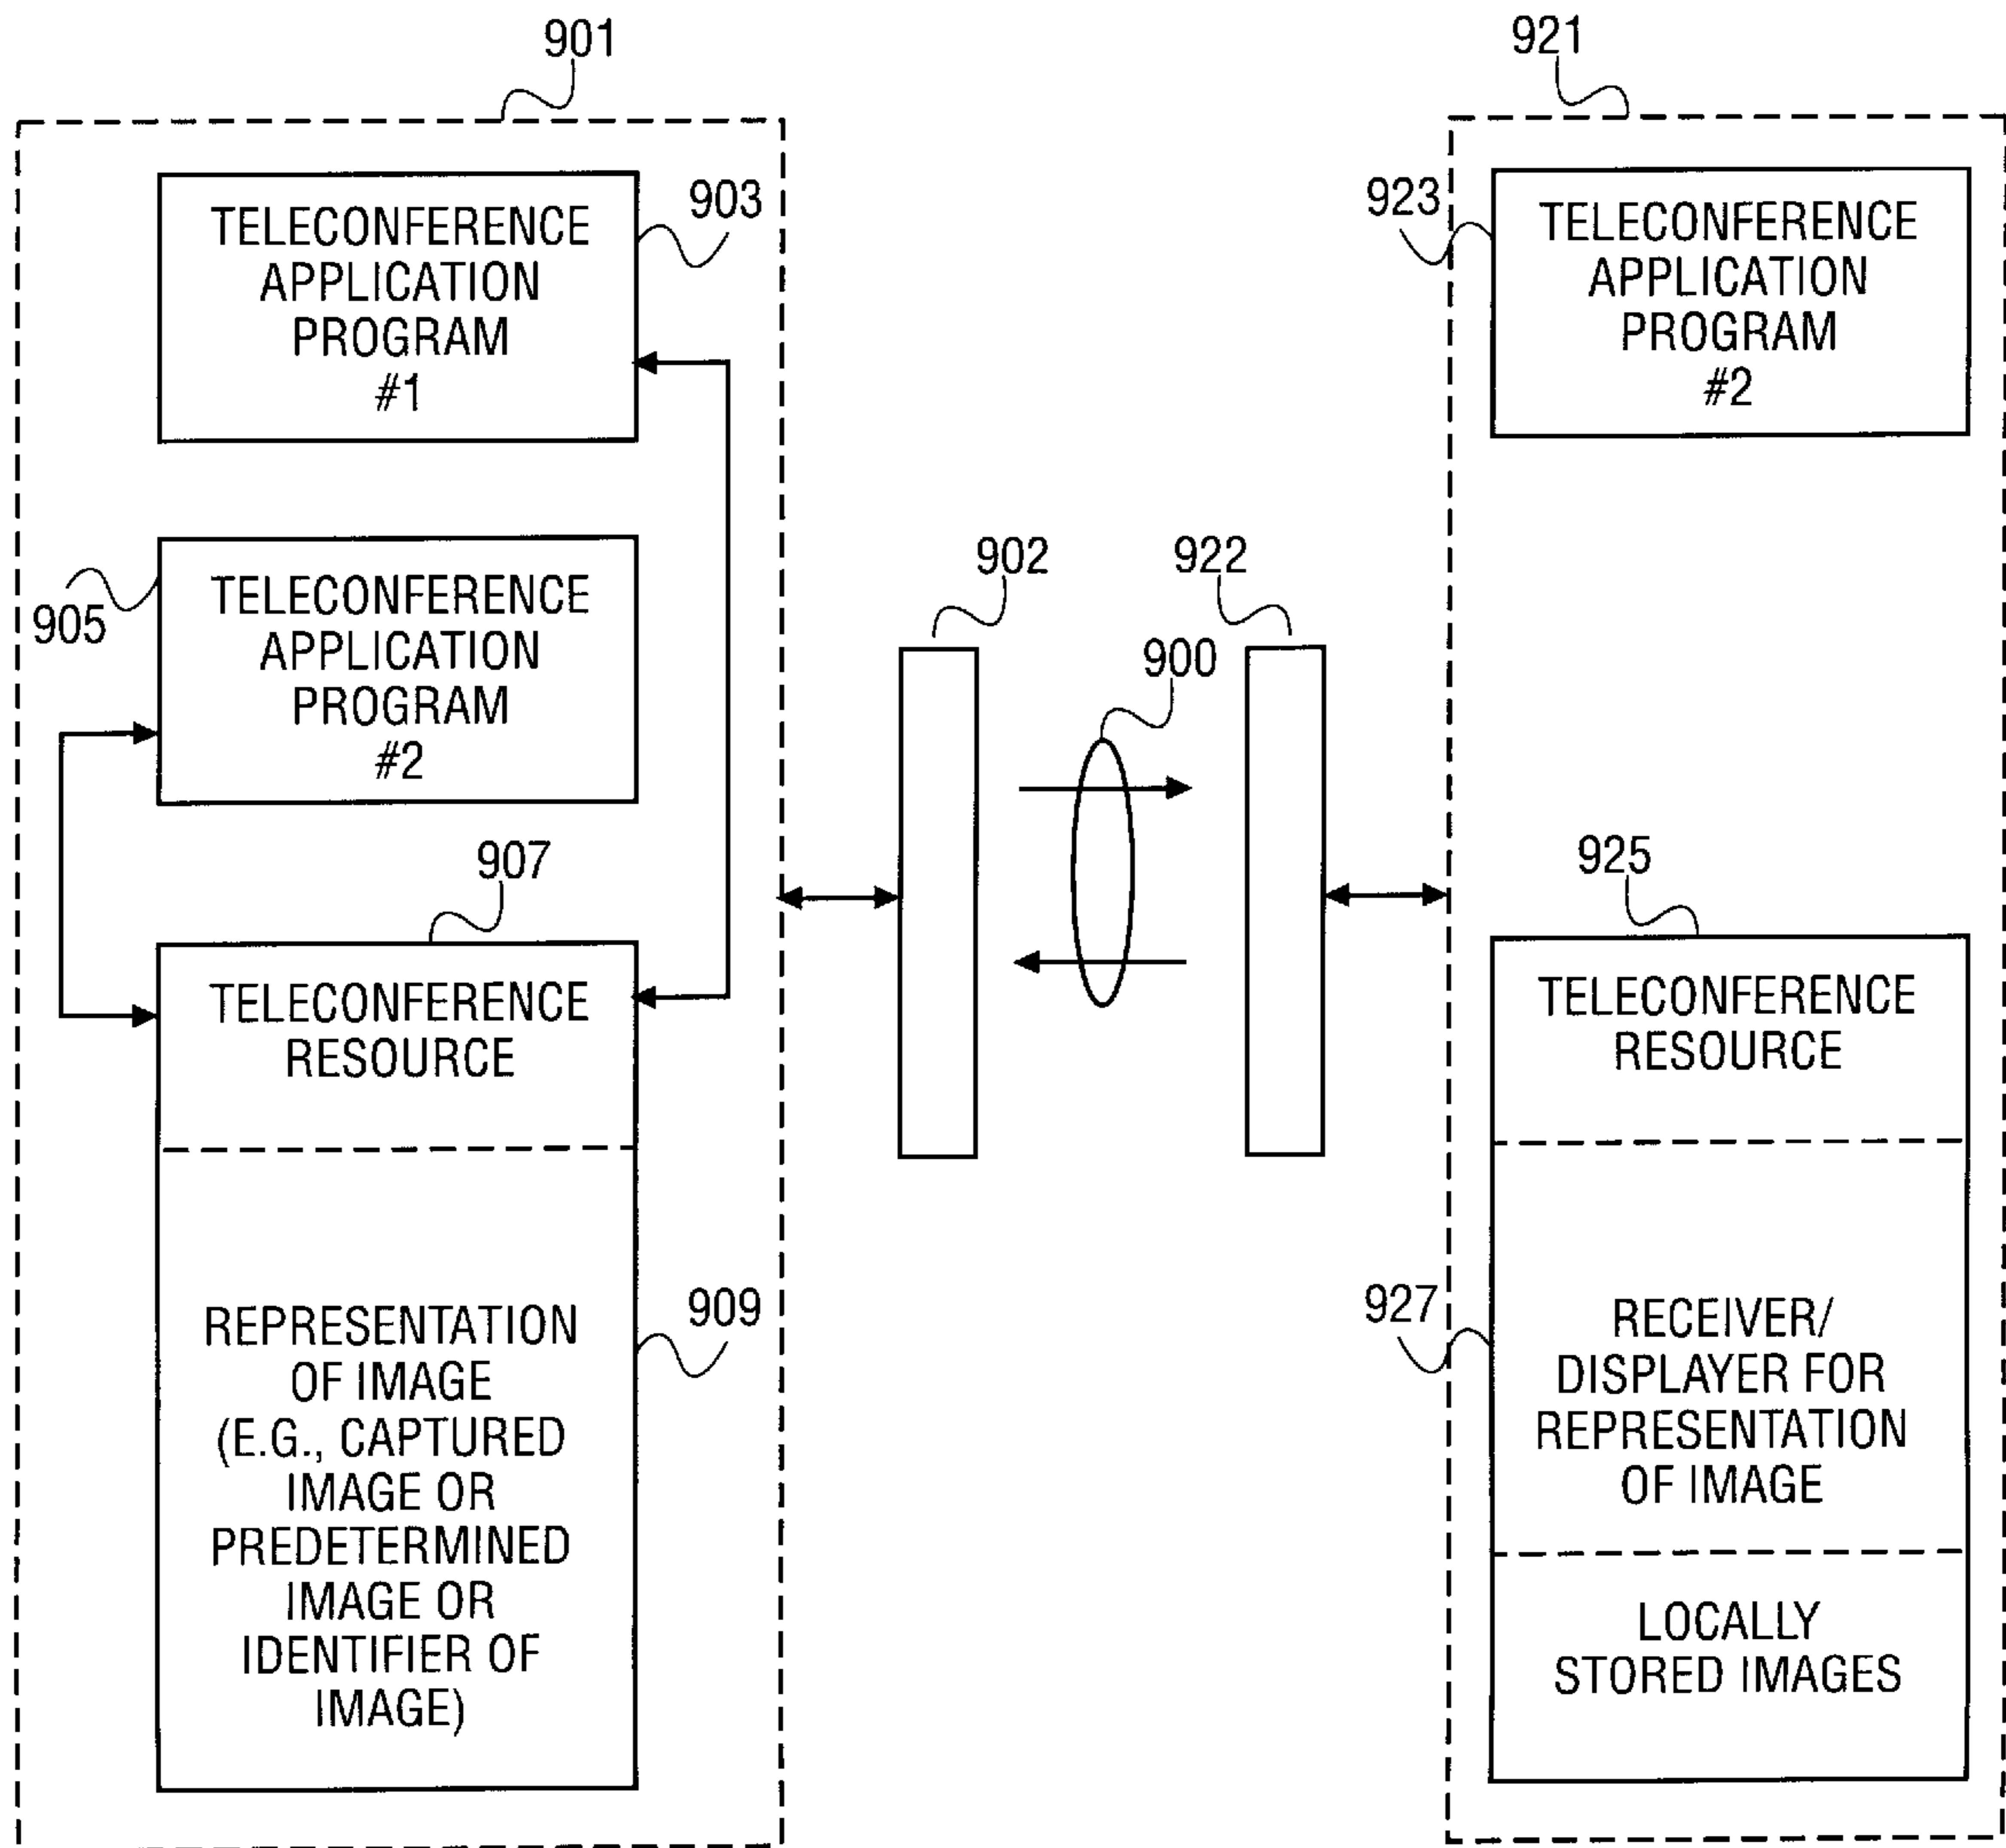 901
921
903
TELECONFERENCE
APPLICATION
PROGRAM
#1
923
TELECONFERENCE
APPLICATION
PROGRAM
#2
905
TELECONFERENCE
APPLICATION
PROGRAM
#2
902
922
900
907
TELECONFERENCE
RESOURCE
909
REPRESENTATION
OF IMAGE
(E.G., CAPTURED
IMAGE OR
PREDETERMINED
IMAGE OR
IDENTIFIER OF
IMAGE)
925
TELECONFERENCE
RESOURCE
927
RECEIVER/
DISPLAYER FOR
REPRESENTATION
OF IMAGE
LOCALLY
STORED IMAGES